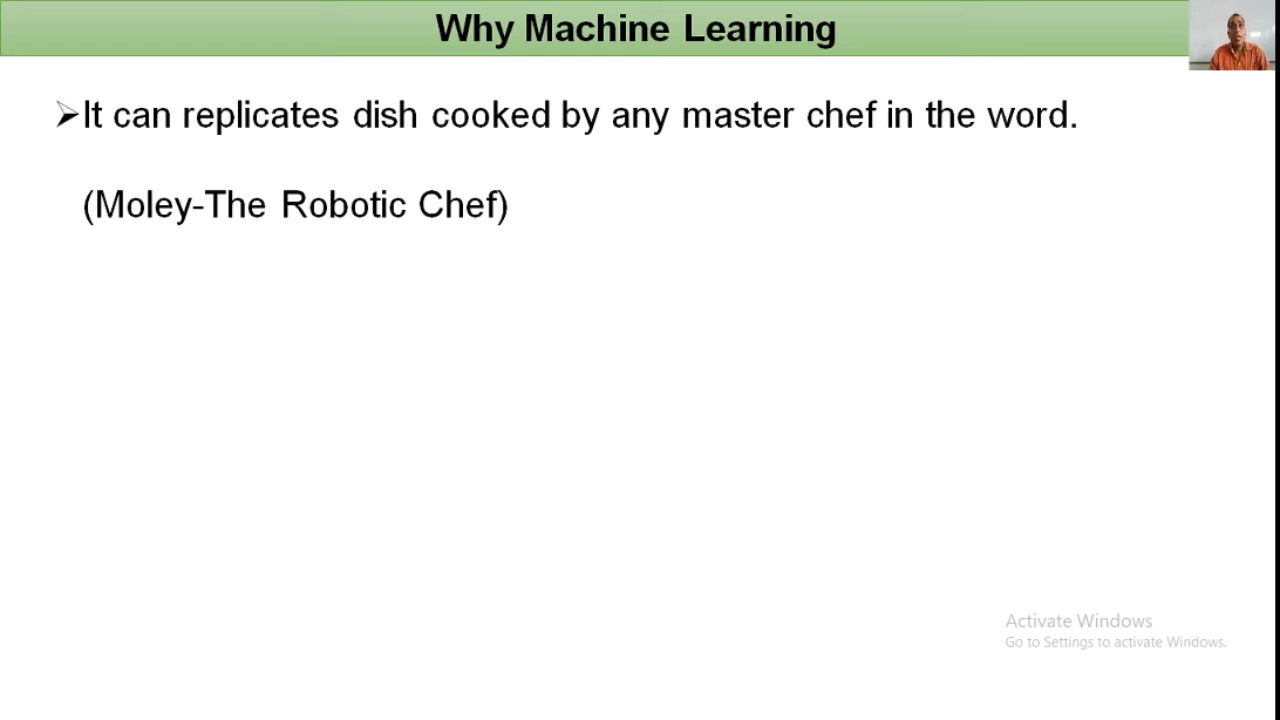 Why Machine Learning
It can replicates dish cooked by any master chef in the word.
(Moley-The Robotic Chef)
Activate Windows
Go to Settings to activate Windows.